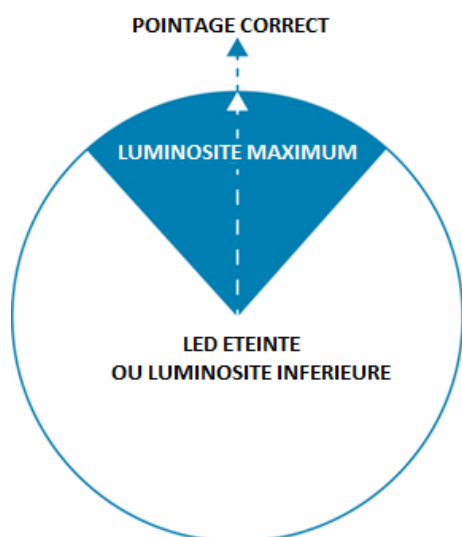 POINTAGE CORRECT
LUMINOSITE MAXIMUM
LED ETEINTE
OU LUMINOSITE INFERIEURE